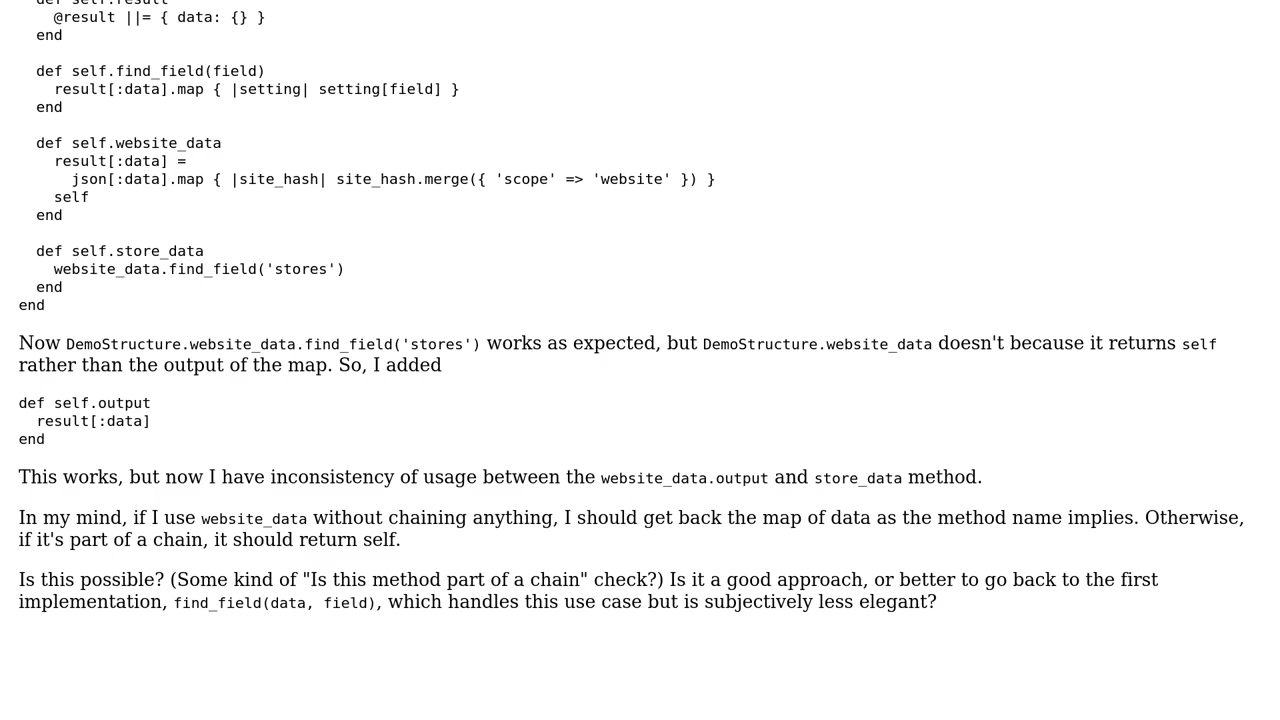 def self.result
    @result ||= { data: {} }
  end

  def self.find_field(field)
    result[:data].map { |setting| setting[field] }
  end

  def self.website_data
    result[:data] =
      json[:data].map { |site_hash| site_hash.merge({ 'scope' => 'website' }) }
    self
  end

  def self.store_data
    website_data.find_field('stores')
  end
end
Now DemoStructure.website_data.find_field('stores') works as expected, but DemoStructure.website_data doesn't because it returns self
rather than the output of the map. So, I added
def self.output
  result[:data]
end
This works, but now I have inconsistency of usage between the website_data.output and store_data method.
In my mind, if I use website_data without chaining anything, I should get back the map of data as the method name implies. Otherwise,
if it's part of a chain, it should return self.
Is this possible? (Some kind of "Is this method part of a chain" check?) Is it a good approach, or better to go back to the first
implementation, find_field(data, field), which handles this use case but is subjectively less elegant?